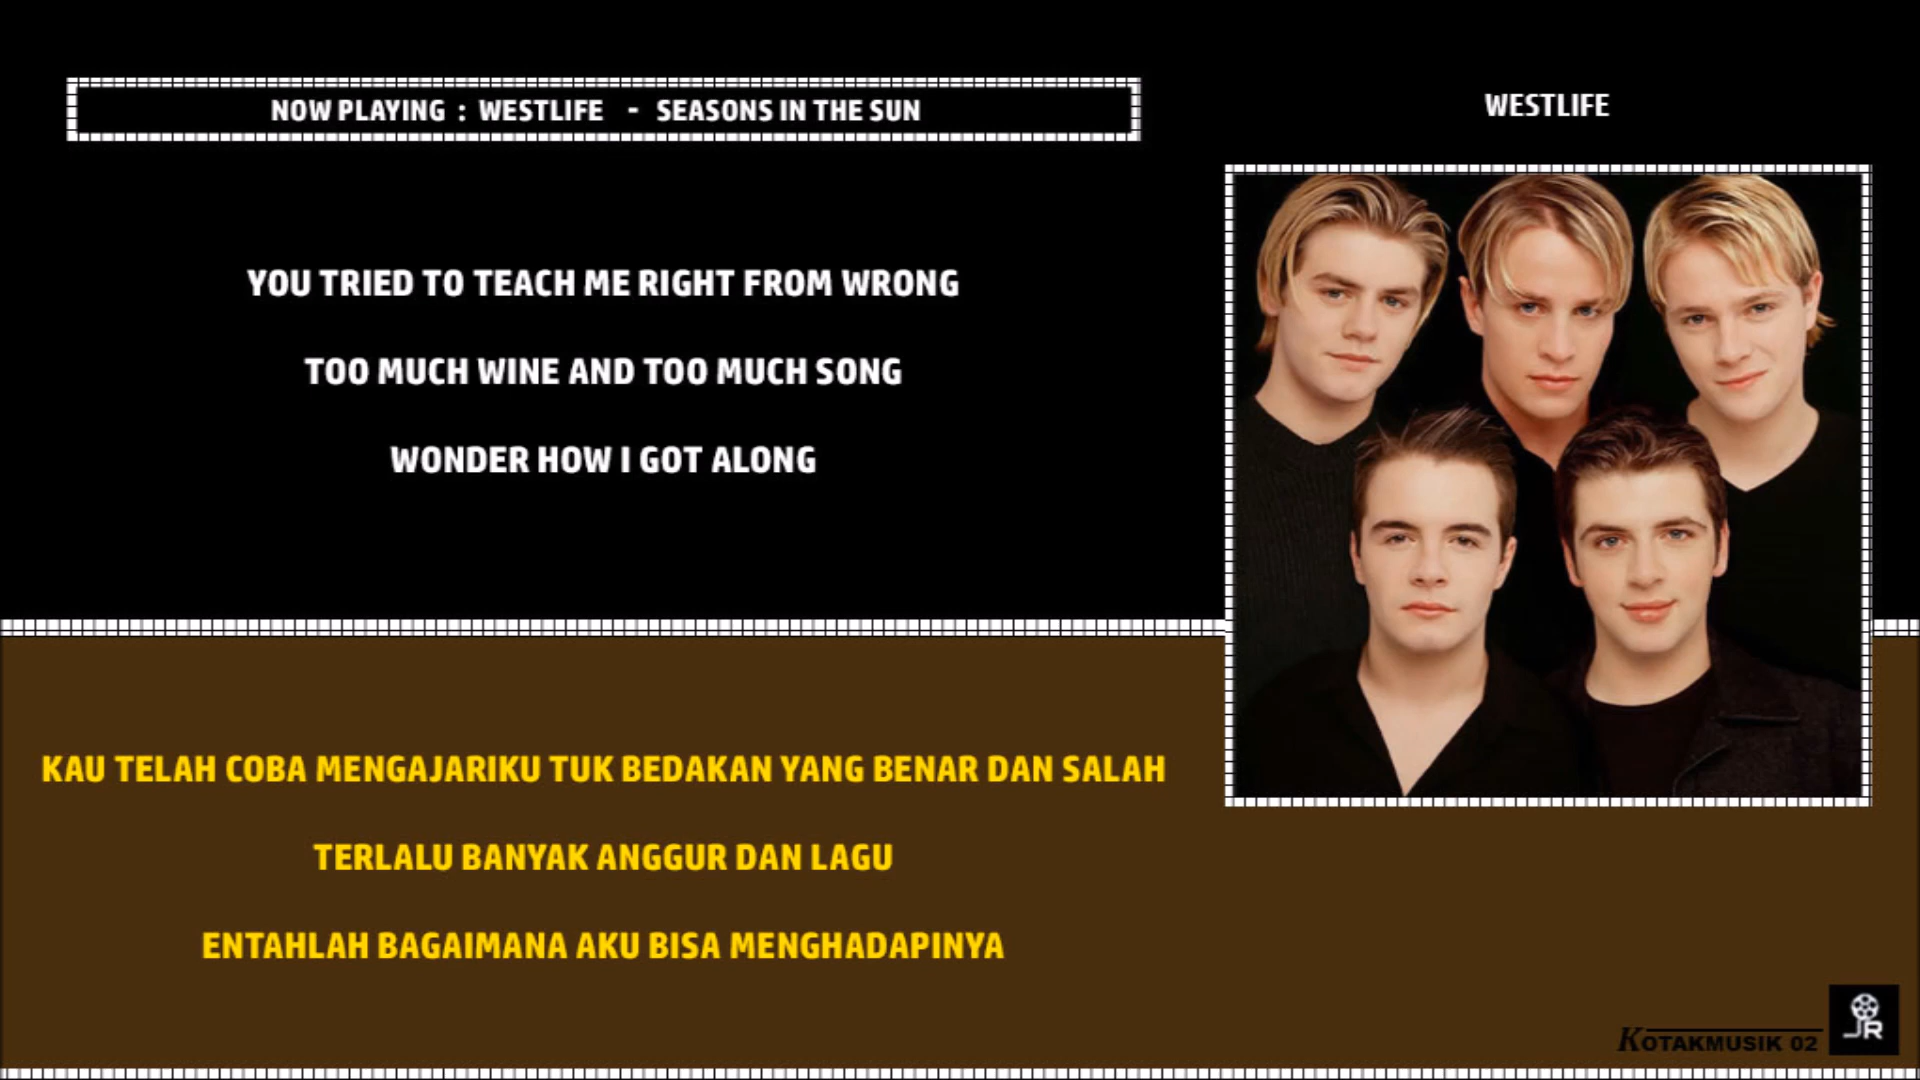 NOW PLAYING : WESTLIFE - SEASONS IN THE SUN
WESTLIFE
YOU TRIED TO TEACH ME RIGHT FROM WRONG
TOO MUCH WINE AND TOO MUCH SONG
WONDER HOW I GOT ALONG
KAU TELAH COBA MENGAJARIKU TUK BEDAKAN YANG BENAR DAN SALAH
TERLALU BANYAK ANGGUR DAN LAGU
ENTAHLAH BAGAIMANA AKU BISA MENGHADAPINYA
KOTAKMUSIK 02
JR